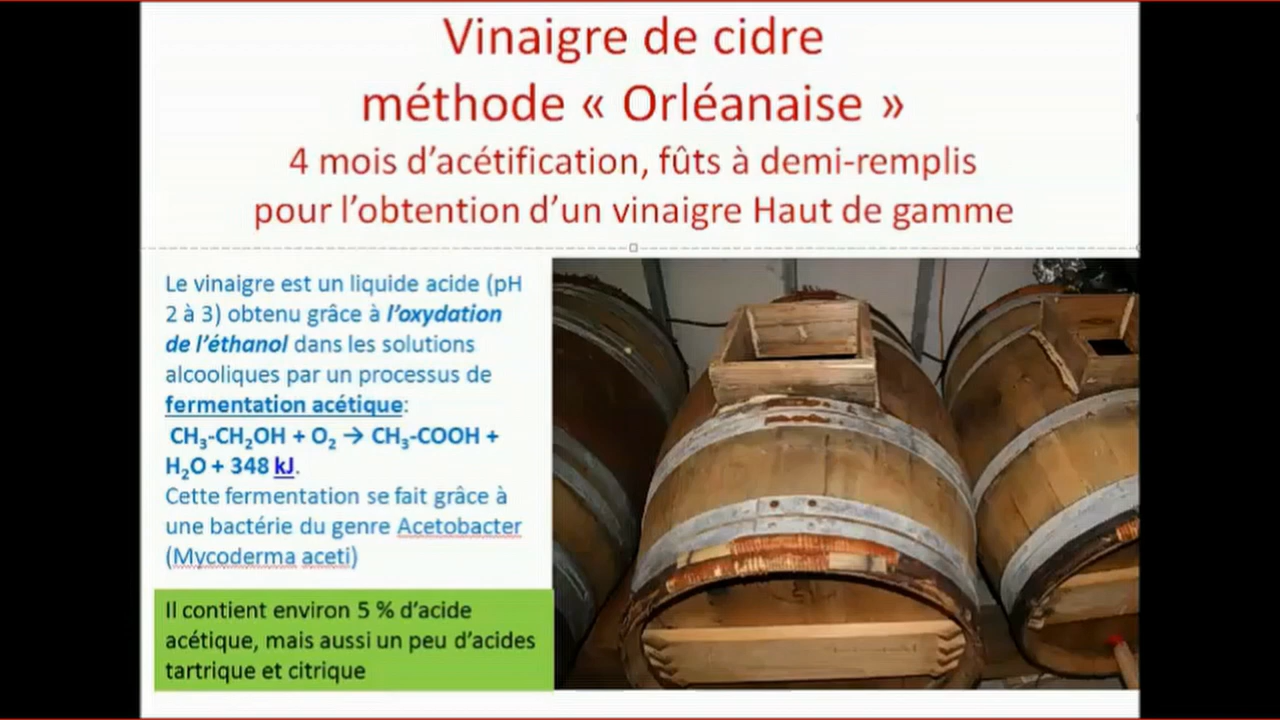 Vinaigre de cidre
méthode « Orléanaise »
4 mois d’acétification, fûts à demi-remplis
pour l’obtention d’un vinaigre Haut de gamme
Le vinaigre est un liquide acide (pH
2 à 3) obtenu grâce à l’oxydation
de l’éthanol dans les solutions
alcooliques par un processus de
fermentation acétique:
CH₃-CH₂OH + O₂ → CH₃-COOH +
H₂O + 348 kJ.
Cette fermentation se fait grâce à
une bactérie du genre Acetobacter
(Mycoderma aceti)
Il contient environ 5 % d’acide
acétique, mais aussi un peu d’acides
tartrique et citrique